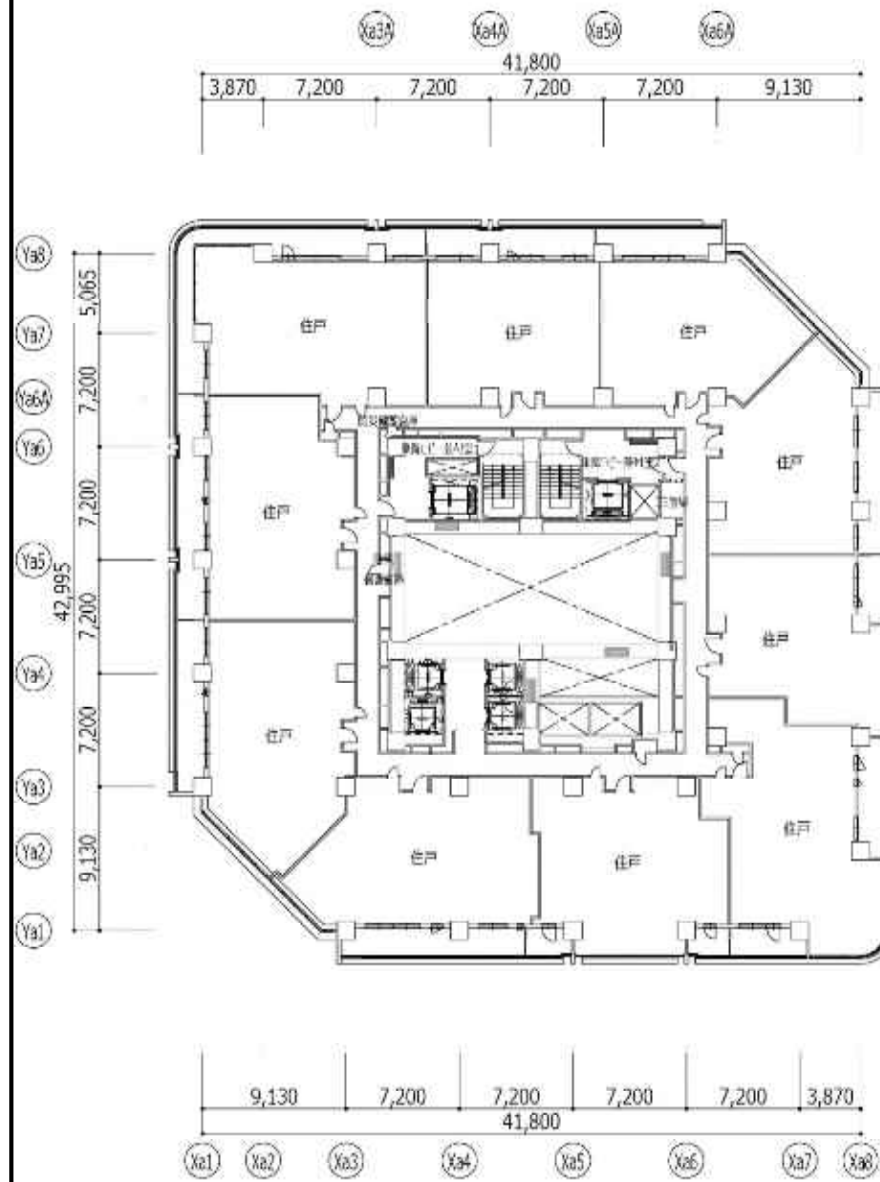 Xa3A Xa4A Xa5A Xa6A
41,800
3,870 7,200 7,200 7,200 7,200 9,130
Ya8
5,065
Ya7
住戸 住戸 住戸
7,200
Ya6A
Ya6
住戸
7,200
住戸
Ya5
42,995
7,200
住戸
Ya4
住戸
7,200
Ya3
住戸
住戸 住戸
Ya2
9,130
Ya1
9,130 7,200 7,200 7,200 7,200 3,870
41,800
Xa1 Xa2 Xa3 Xa4 Xa5 Xa6 Xa7 Xa8